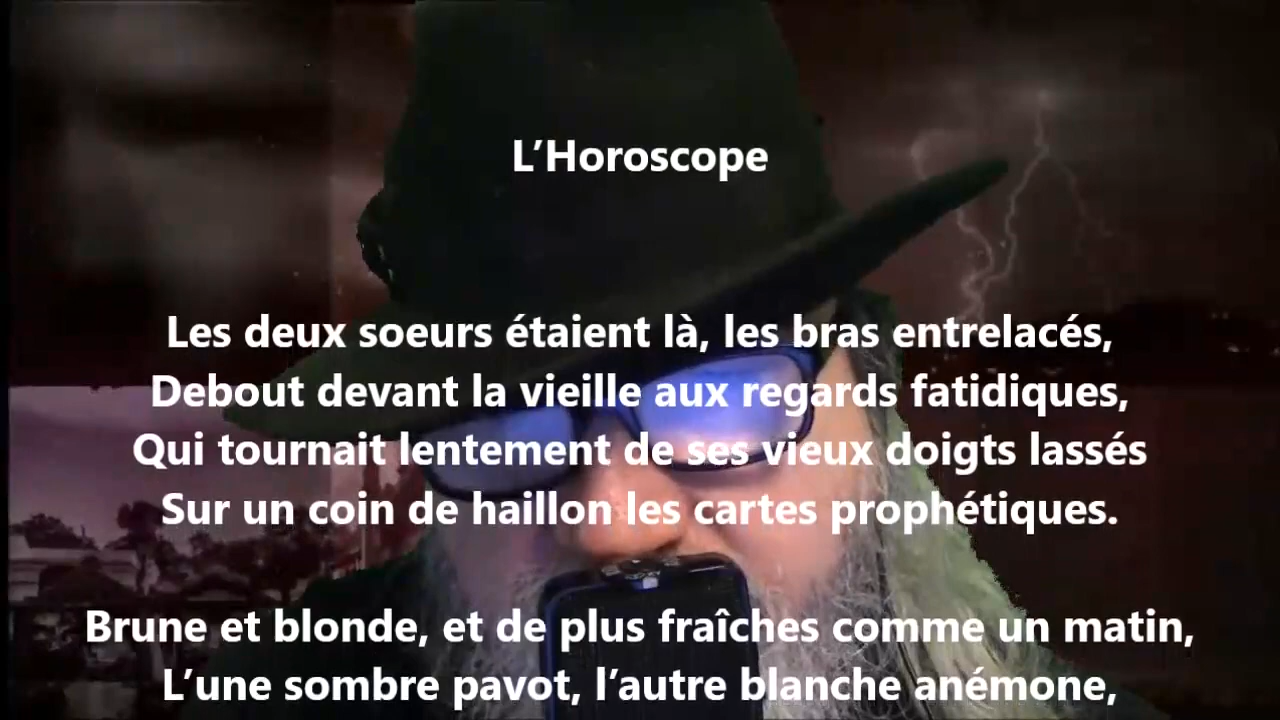 L’Horoscope
Les deux soeurs étaient là, les bras entrelacés,
Debout devant la vieille aux regards fatidiques,
Qui tournait lentement de ses vieux doigts lassés
Sur un coin de haillon les cartes prophétiques.
Brune et blonde, et de plus fraîches comme un matin,
L’une sombre pavot, l’autre blanche anémone,